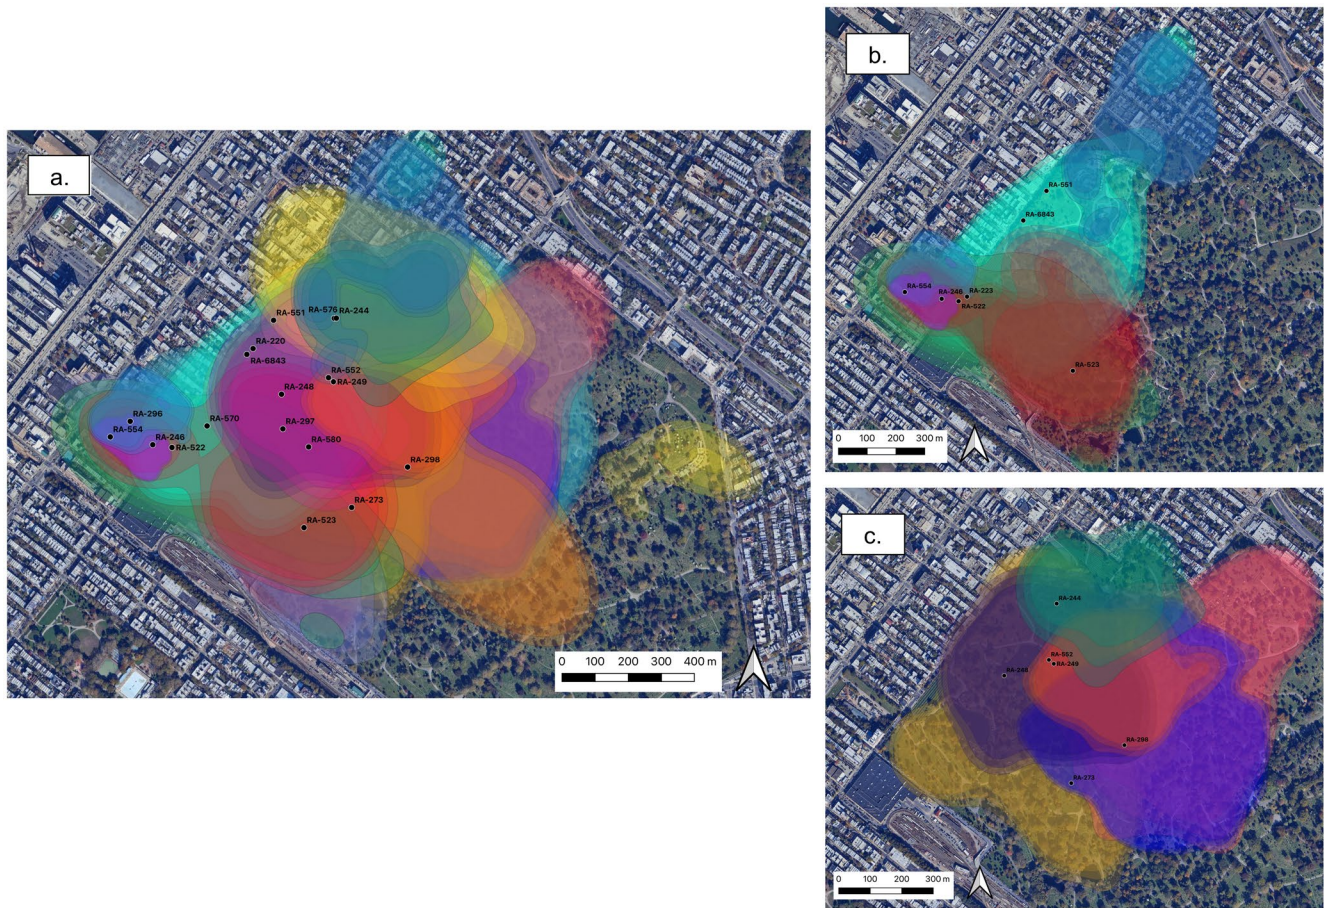 a.
RA-576 RA-244
RA-551
RA-220
RA-6843
RA-552
RA-249
RA-248
RA-296
RA-570
RA-297
RA-554
RA-246
RA-522
RA-580
RA-298
RA-273
RA-523
0 100 200 300 400 m
b.
RA-551
RA-6843
RA-554
RA-246
RA-223
RA-522
RA-523
0 100 200 300 m
c.
RA-244
RA-552
RA-249
RA-248
RA-298
RA-273
0 100 200 300 m